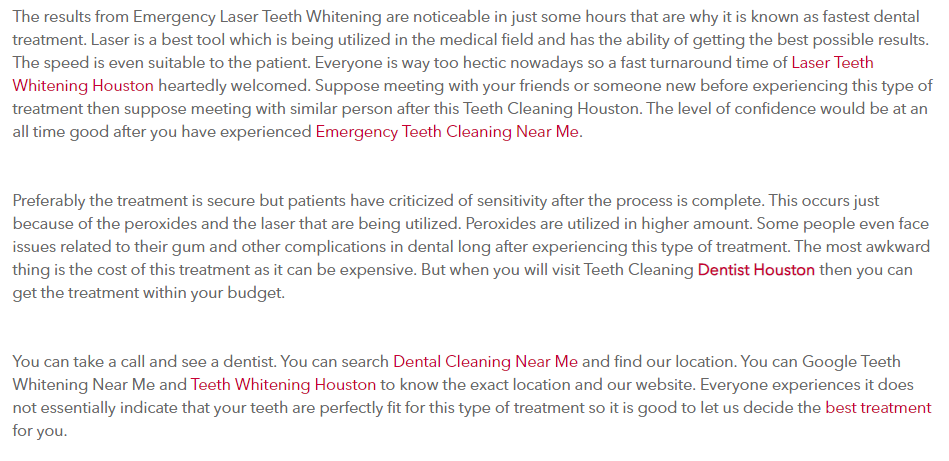 The results from Emergency Laser Teeth Whitening are noticeable in just some hours that are why it is known as fastest dental
treatment. Laser is a best tool which is being utilized in the medical field and has the ability of getting the best possible results.
The speed is even suitable to the patient. Everyone is way too hectic nowadays so a fast turnaround time of Laser Teeth
Whitening Houston heartedly welcomed. Suppose meeting with your friends or someone new before experiencing this type of
treatment then suppose meeting with similar person after this Teeth Cleaning Houston. The level of confidence would be at an
all time good after you have experienced Emergency Teeth Cleaning Near Me.
Preferably the treatment is secure but patients have criticized of sensitivity after the process is complete. This occurs just
because of the peroxides and the laser that are being utilized. Peroxides are utilized in higher amount. Some people even face
issues related to their gum and other complications in dental long after experiencing this type of treatment. The most awkward
thing is the cost of this treatment as it can be expensive. But when you will visit Teeth Cleaning Dentist Houston then you can
get the treatment within your budget.
You can take a call and see a dentist. You can search Dental Cleaning Near Me and find our location. You can Google Teeth
Whitening Near Me and Teeth Whitening Houston to know the exact location and our website. Everyone experiences it does
not essentially indicate that your teeth are perfectly fit for this type of treatment so it is good to let us decide the best treatment
for you.